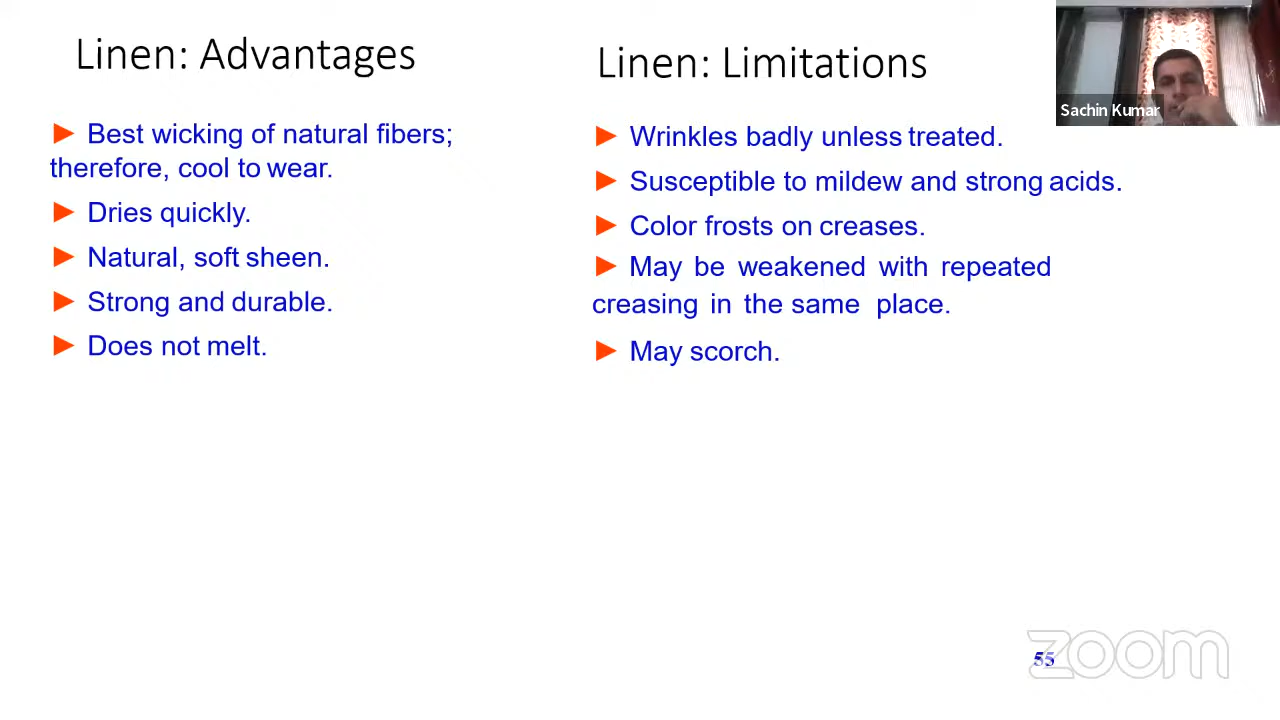 Linen: Advantages
► Best wicking of natural fibers;
therefore, cool to wear.
► Dries quickly.
► Natural, soft sheen.
► Strong and durable.
► Does not melt.
Linen: Limitations
► Wrinkles badly unless treated.
► Susceptible to mildew and strong acids.
► Color frosts on creases.
► May be weakened with repeated
creasing in the same place.
► May scorch.
Sachin Kumar
55
zoom